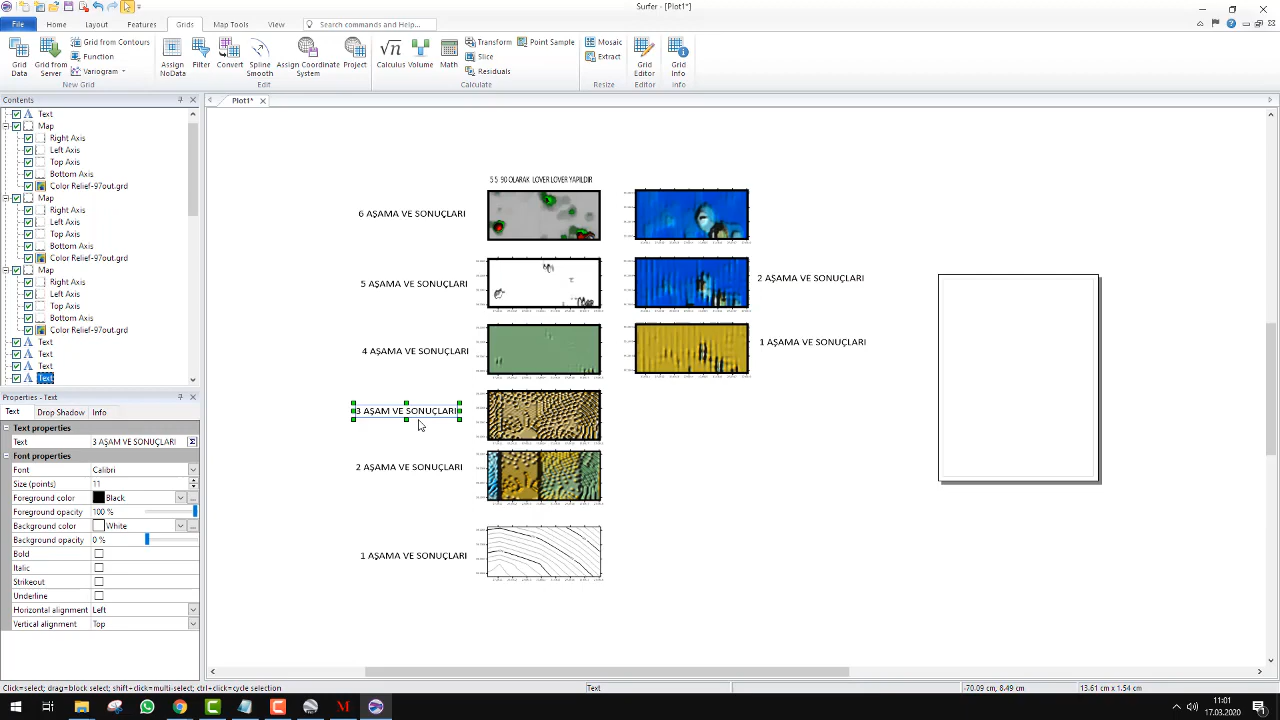 Surfer - [Plot1*]
File Home Layout Features Grids Map Tools View Search commands and keywords...
Grid Data
Grid from Server
Grid from Contours
Function
Variogram
New Grid
Assign NoData
Filter
Convert
Spline Smooth
Assign Coordinate System
Project
Edit
Calculus
Volume
Math
Transform
Slice
Residuals
Point Sample
Calculate
Mosaic
Extract
Resize
Grid Editor
Editor
Grid Info
Info
Contents
Plot1*
Text
Map
Right Axis
Left Axis
Top Axis
Bottom Axis
Color Relief-97out.grd
Map
Right Axis
Left Axis
Top Axis
Bottom Axis
Color Relief-97out.grd
Map
Right Axis
Left Axis
Top Axis
Bottom Axis
Color Relief-97out.grd
Text
Text
Text
Text
Properties - Text
Text Drop Shadow Info
Text properties
Text 3 AŞAM VE SONUÇLARI
Font properties
Font Calibri
Size (points) 11
Foreground color Black
Foreground opacity 100 %
Background color White
Background opacity 0 %
Bold
Italic
Strikeout
Underline
Horizontal alignment Left
Vertical alignment Top
5.5 90 OLARAK LOVER LOVER YAPILDIR
6 AŞAMA VE SONUÇLARI
5 AŞAMA VE SONUÇLARI
2 AŞAMA VE SONUÇLARI
4 AŞAMA VE SONUÇLARI
1 AŞAMA VE SONUÇLARI
3 AŞAM VE SONUÇLARI
2 AŞAMA VE SONUÇLARI
1 AŞAMA VE SONUÇLARI
Click=select; drag=block select; shift+click=multi-select; ctrl+click=cycle selection
Text
-70.09 cm, 8.49 cm
15.61 cm x 1.54 cm
11:01
17.03.2020